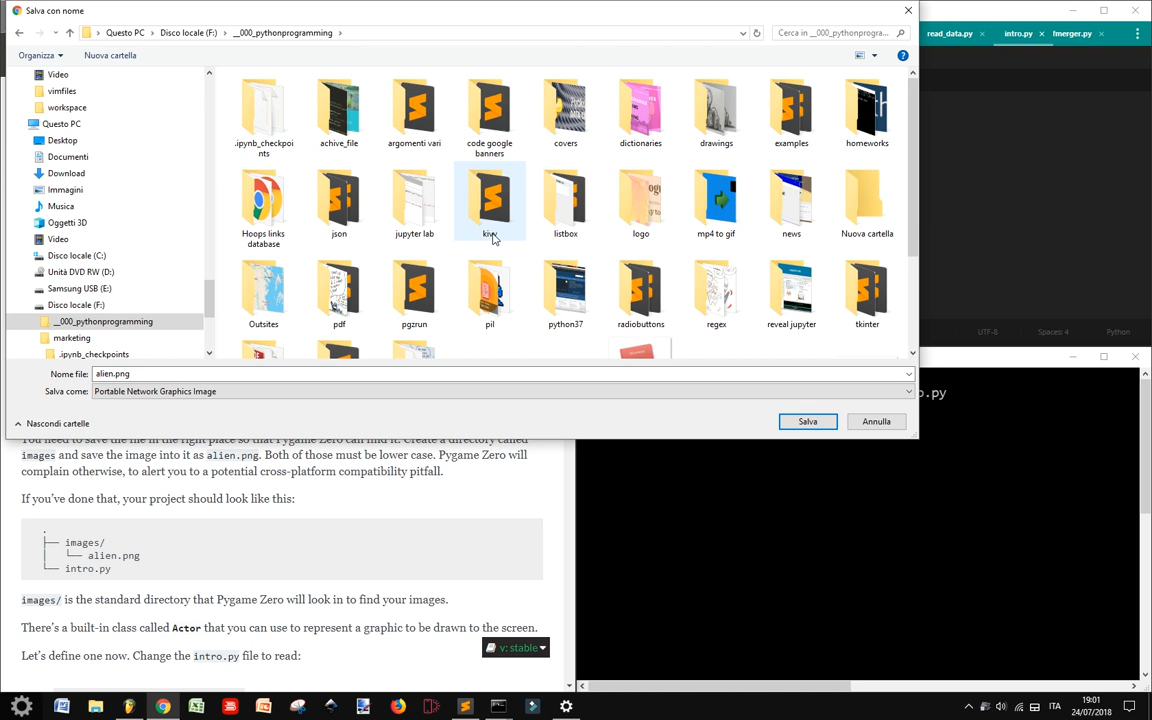 Salva con nome
Questo PC > Disco locale (F:) > __000_pythonprogramming >
Cerca in __000_pythonprogra...
read_data.py
intro.py
fmerger.py
Organizza
Nuova cartella
Video
vimfiles
workspace
Questo PC
Desktop
Documenti
Download
Immagini
Musica
Oggetti 3D
Video
Disco locale (C:)
Unità DVD RW (D:)
Samsung USB (E:)
Disco locale (F:)
__000_pythonprogramming
marketing
.ipynb_checkpoints
.ipynb_checkpoi
nts
achive_file
argomenti vari
code google
banners
covers
dictionaries
drawings
examples
homeworks
Hoops links
database
json
jupyter lab
kivy
listbox
logo
mp4 to gif
news
Nuova cartella
Outsites
pdf
pgzrun
pil
python37
radiobuttons
regex
reveal jupyter
tkinter
Nome file: alien.png
Salva come: Portable Network Graphics Image
Nascondi cartelle
Salva
Annulla
UTF-8
Spaces: 4
Python
o.py
You need to save the file in the right place so that Pygame Zero can find it. Create a directory called
images and save the image into it as alien.png. Both of those must be lower case. Pygame Zero will
complain otherwise, to alert you to a potential cross-platform compatibility pitfall.
If you've done that, your project should look like this:
.
├── images/
│   └── alien.png
└── intro.py
images/ is the standard directory that Pygame Zero will look in to find your images.
There's a built-in class called Actor that you can use to represent a graphic to be drawn to the screen.
Let's define one now. Change the intro.py file to read:
v: stable
ITA
19:01
24/07/2018